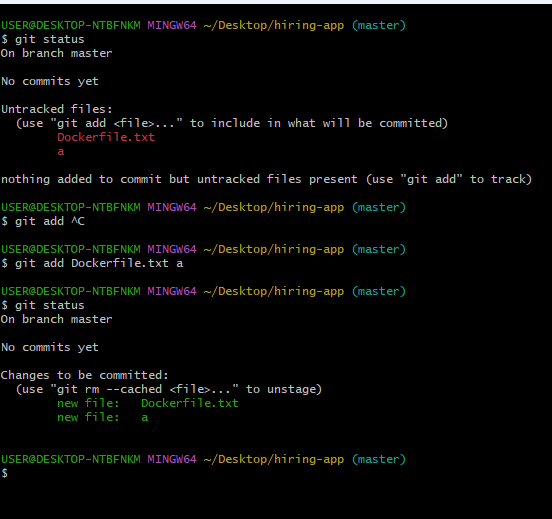 USER@DESKTOP-NTBFNKM MINGW64 ~/Desktop/hiring-app (master)
$ git status
On branch master
No commits yet
Untracked files:
(use "git add <file>..." to include in what will be committed)
Dockerfile.txt
a
nothing added to commit but untracked files present (use "git add" to track)
USER@DESKTOP-NTBFNKM MINGW64 ~/Desktop/hiring-app (master)
$ git add ^C
USER@DESKTOP-NTBFNKM MINGW64 ~/Desktop/hiring-app (master)
$ git add Dockerfile.txt a
USER@DESKTOP-NTBFNKM MINGW64 ~/Desktop/hiring-app (master)
$ git status
On branch master
No commits yet
Changes to be committed:
(use "git rm --cached <file>..." to unstage)
new file:   Dockerfile.txt
new file:   a
USER@DESKTOP-NTBFNKM MINGW64 ~/Desktop/hiring-app (master)
$